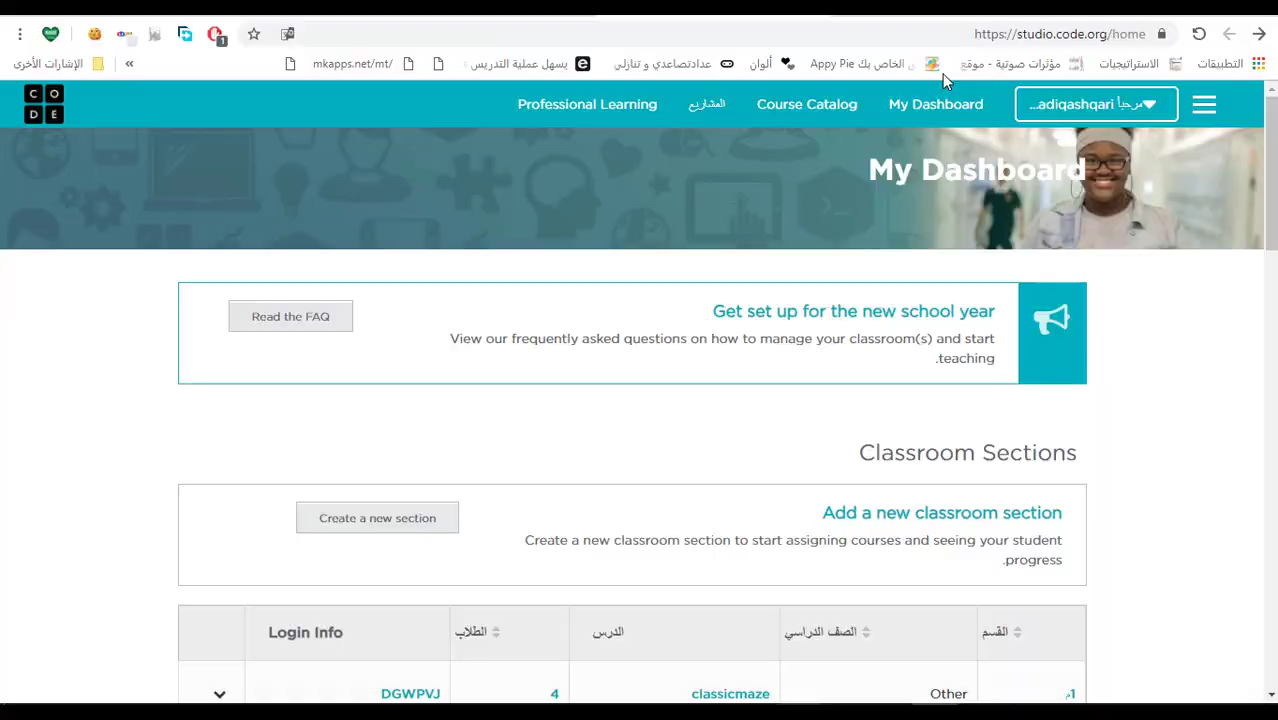 https://studio.code.org/home
1
التطبيقات
الاستراتيجيات
مؤثرات صوتية - موقع
الخاص بك Appy Pie
ألوان
عدادتصاعدي و تنازلي
يسهل عملية التدريس
mkapps.net/mt/
»
الإشارات الأخرى
مرحباً adiqashqari...
My Dashboard
Course Catalog
المشاريع
Professional Learning
C O
D E
My Dashboard
Get set up for the new school year
Read the FAQ
View our frequently asked questions on how to manage your classroom(s) and start
.teaching
Classroom Sections
Add a new classroom section
Create a new section
Create a new classroom section to start assigning courses and seeing your student
.progress
القسم
الصف الدراسي
الدرس
الطلاب
Login Info
1م
Other
classicmaze
4
DGWPVJ